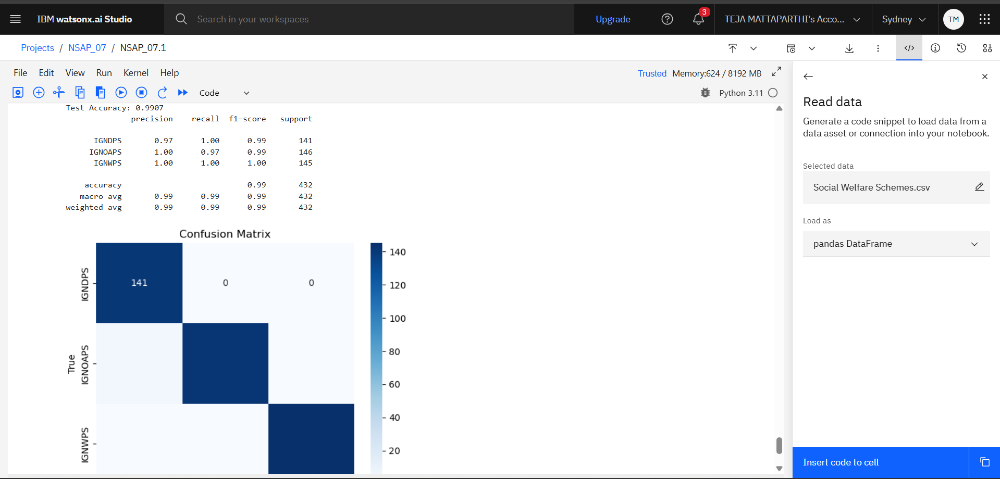 IBM watsonx.ai Studio
Search in your workspaces
Upgrade
3
TEJA MATTAPARTHI's Acco...
Sydney
TM
Projects / NSAP_07 / NSAP_07.1
File Edit View Run Kernel Help
Trusted Memory:624 / 8192 MB
Code
Python 3.11
Test Accuracy: 0.9907
precision recall f1-score support
IGNDPS 0.97 1.00 0.99 141
IGNOAPS 1.00 0.97 0.99 146
IGNWPS 1.00 1.00 1.00 145
accuracy 0.99 432
macro avg 0.99 0.99 0.99 432
weighted avg 0.99 0.99 0.99 432
Confusion Matrix
True
IGNDPS
IGNOAPS
IGNWPS
141 0 0
140
120
100
80
60
40
20
Read data
Generate a code snippet to load data from a
data asset or connection into your notebook.
Selected data
Social Welfare Schemes.csv
Load as
pandas DataFrame
Insert code to cell